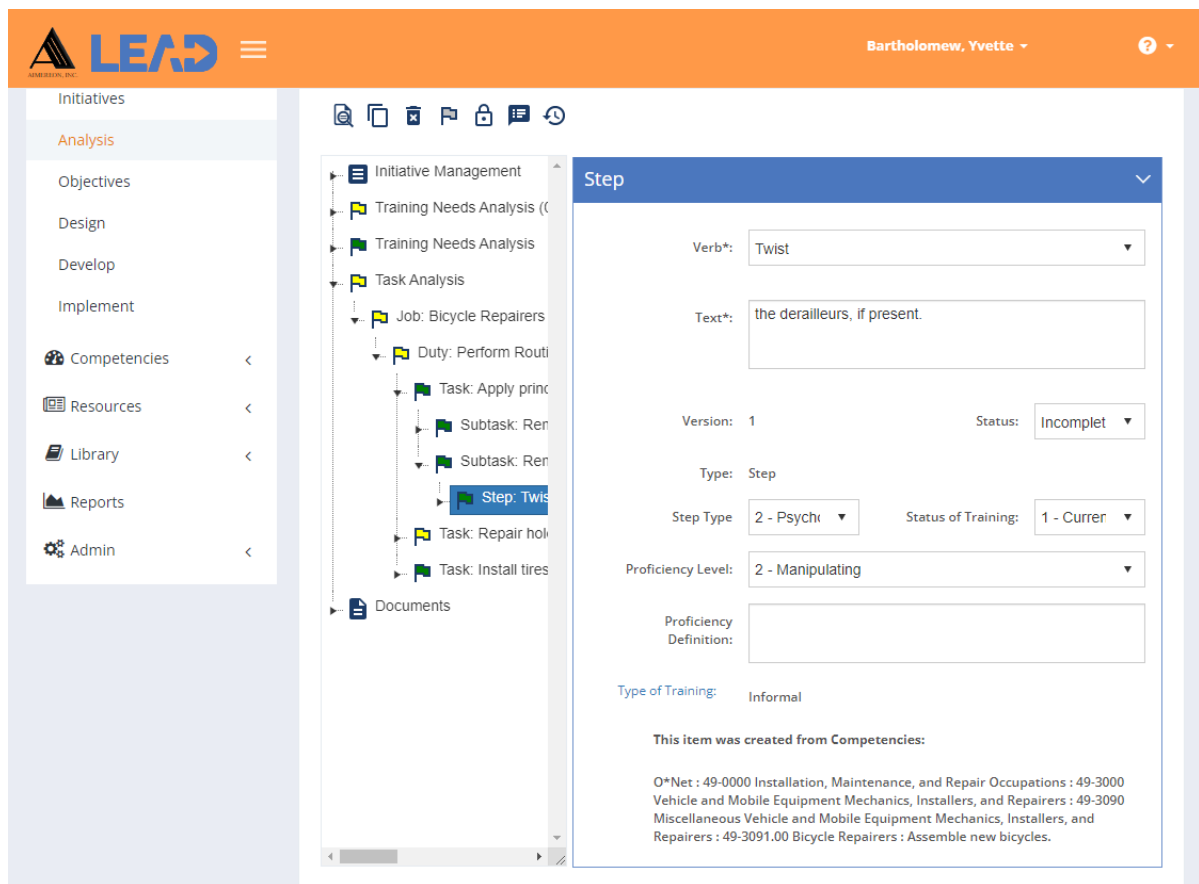 AIMEREON, INC.
LEAD
Bartholomew, Yvette
?
Initiatives
Analysis
Objectives
Design
Develop
Implement
Competencies
Resources
Library
Reports
Admin
Initiative Management
Training Needs Analysis (
Training Needs Analysis
Task Analysis
Job: Bicycle Repairers
Duty: Perform Routi
Task: Apply princ
Subtask: Ren
Subtask: Ren
Step: Twis
Task: Repair hole
Task: Install tires
Documents
Step
Verb*:
Twist
Text*:
the derailleurs, if present.
Version: 1
Status: Incomplet
Type: Step
Step Type 2 - Psycho
Status of Training: 1 - Curren
Proficiency Level: 2 - Manipulating
Proficiency
Definition:
Type of Training: Informal
This item was created from Competencies:
O*Net : 49-0000 Installation, Maintenance, and Repair Occupations : 49-3000
Vehicle and Mobile Equipment Mechanics, Installers, and Repairers : 49-3090
Miscellaneous Vehicle and Mobile Equipment Mechanics, Installers, and
Repairers : 49-3091.00 Bicycle Repairers : Assemble new bicycles.